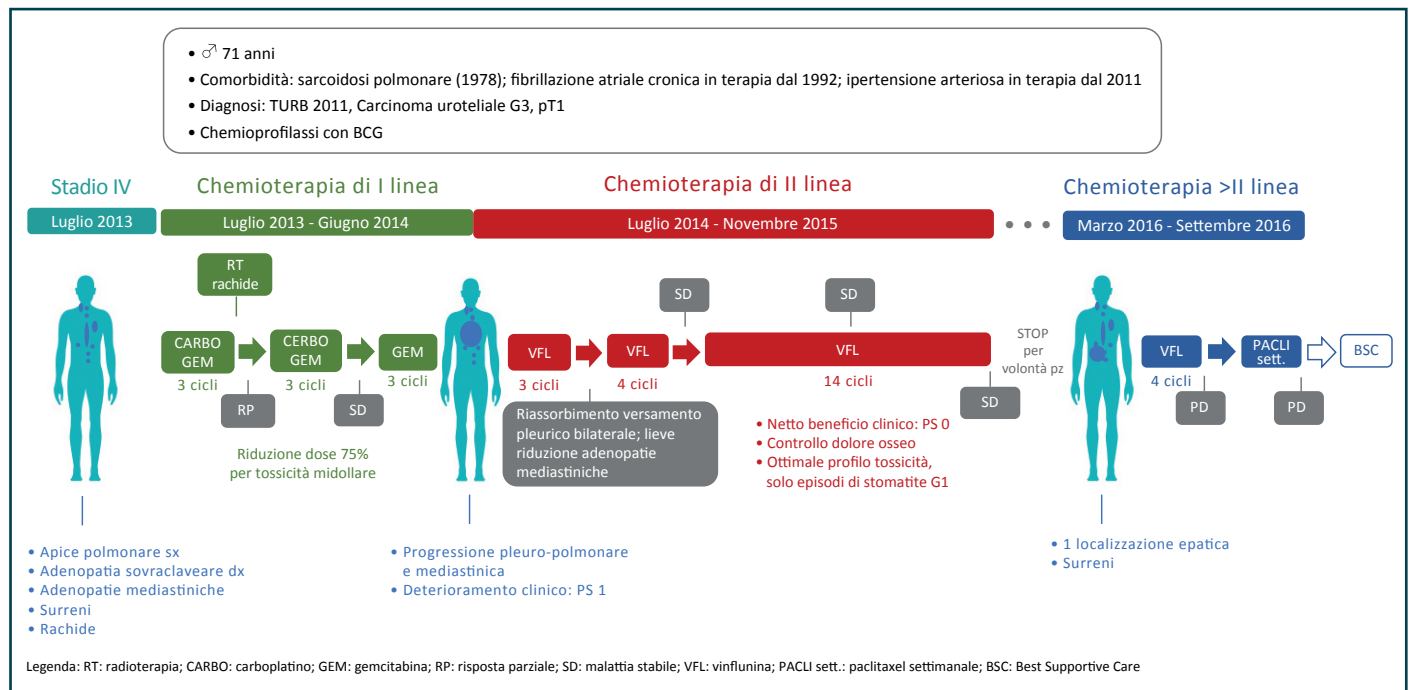 • ♂ 71 anni
• Comorbidità: sarcoidosi polmonare (1978); fibrillazione atriale cronica in terapia dal 1992; ipertensione arteriosa in terapia dal 2011
• Diagnosi: TURB 2011, Carcinoma uroteliale G3, pT1
• Chemioprofilassi con BCG
Stadio IV
Luglio 2013
Chemioterapia di I linea
Luglio 2013 - Giugno 2014
Chemioterapia di II linea
Luglio 2014 - Novembre 2015
• • •
Chemioterapia >II linea
Marzo 2016 - Settembre 2016
RT
rachide
CARBO
GEM
3 cicli
RP
CERBO
GEM
3 cicli
SD
GEM
3 cicli
Riduzione dose 75%
per tossicità midollare
VFL
3 cicli
VFL
4 cicli
SD
Riassorbimento versamento
pleurico bilaterale; lieve
riduzione adenopatie
mediastiniche
SD
VFL
14 cicli
SD
• Netto beneficio clinico: PS 0
• Controllo dolore osseo
• Ottimale profilo tossicità,
solo episodi di stomatite G1
STOP
per
volontà pz
VFL
4 cicli
PD
PACLI
sett.
PD
BSC
• Apice polmonare sx
• Adenopatia sovraclaveare dx
• Adenopatie mediastiniche
• Surreni
• Rachide
• Progressione pleuro-polmonare
e mediastinica
• Deterioramento clinico: PS 1
• 1 localizzazione epatica
• Surreni
Legenda: RT: radioterapia; CARBO: carboplatino; GEM: gemcitabina; RP: risposta parziale; SD: malattia stabile; VFL: vinflunina; PACLI sett.: paclitaxel settimanale; BSC: Best Supportive Care